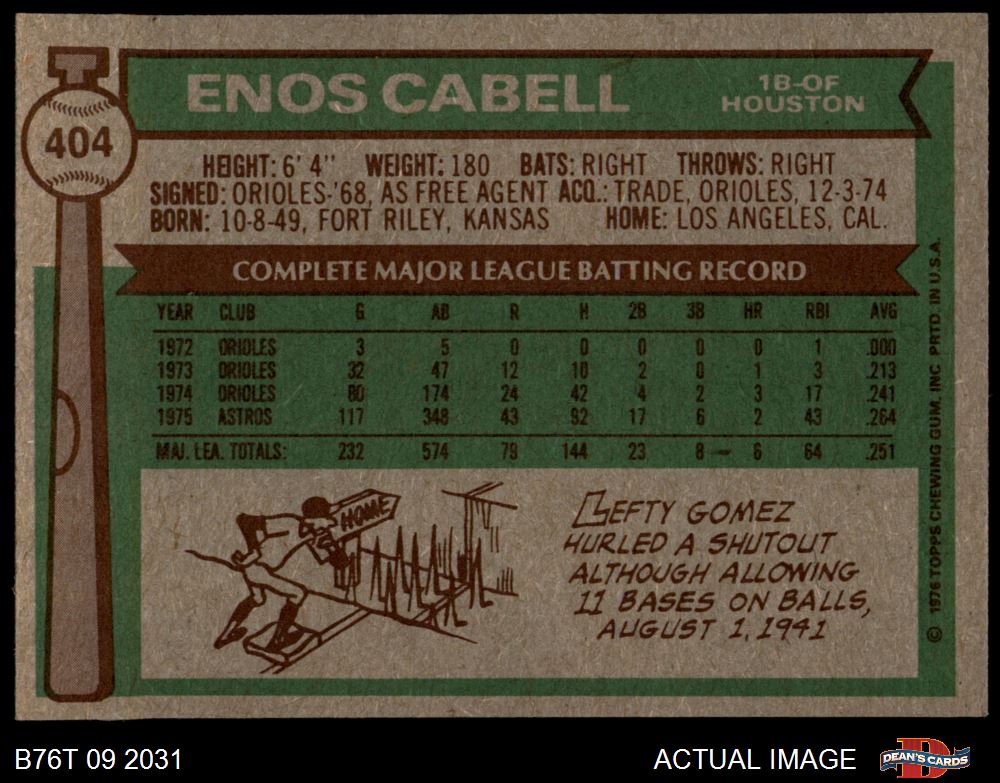 ENOS CABELL
1B-OF
HOUSTON
404
HEIGHT: 6' 4" WEIGHT: 180 BATS: RIGHT THROWS: RIGHT
SIGNED: ORIOLES-'68, AS FREE AGENT ACQ.: TRADE, ORIOLES, 12-3-74
BORN: 10-8-49, FORT RILEY, KANSAS HOME: LOS ANGELES, CAL.
COMPLETE MAJOR LEAGUE BATTING RECORD
YEAR CLUB G AB R H 2B 3B HR RBI AVG
1972 ORIOLES 3 5 0 0 0 0 0 1 .000
1973 ORIOLES 32 47 12 10 2 0 1 3 .213
1974 ORIOLES 80 174 24 42 4 2 3 17 .241
1975 ASTROS 117 348 43 92 17 6 2 43 .264
MAJ. LEA. TOTALS: 232 574 79 144 23 8 6 64 .251
HOME
LEFTY GOMEZ
HURLED A SHUTOUT
ALTHOUGH ALLOWING
11 BASES ON BALLS,
AUGUST 1, 1941
© 1976 TOPPS CHEWING GUM, INC PRTD. IN U.S.A.
B76T 09 2031
ACTUAL IMAGE
DEAN'S CARDS